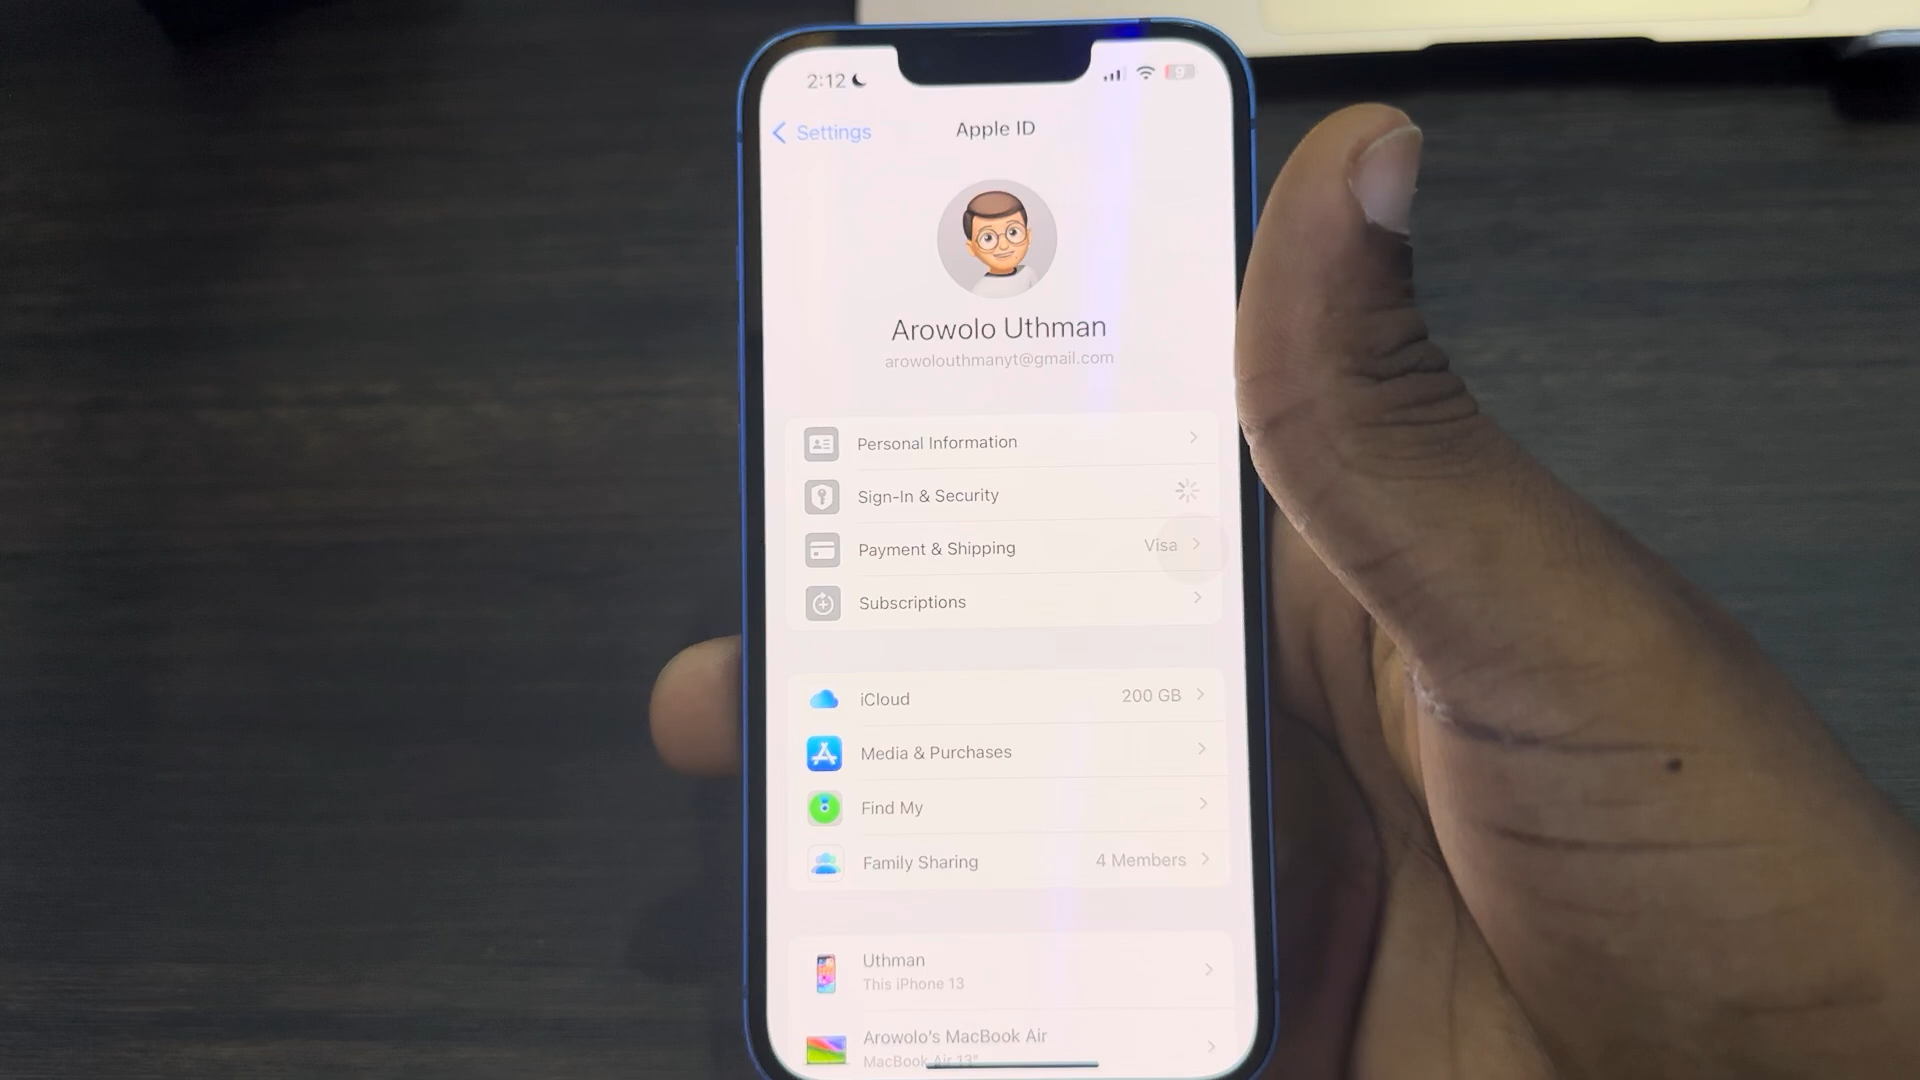 2:12
9
Settings
Apple ID
Arowolo Uthman
arowolouthmanyt@gmail.com
Personal Information
Sign-In & Security
Payment & Shipping Visa
Subscriptions
iCloud 200 GB
Media & Purchases
Find My
Family Sharing 4 Members
Uthman
This iPhone 13
Arowolo's MacBook Air
MacBook Air 13"